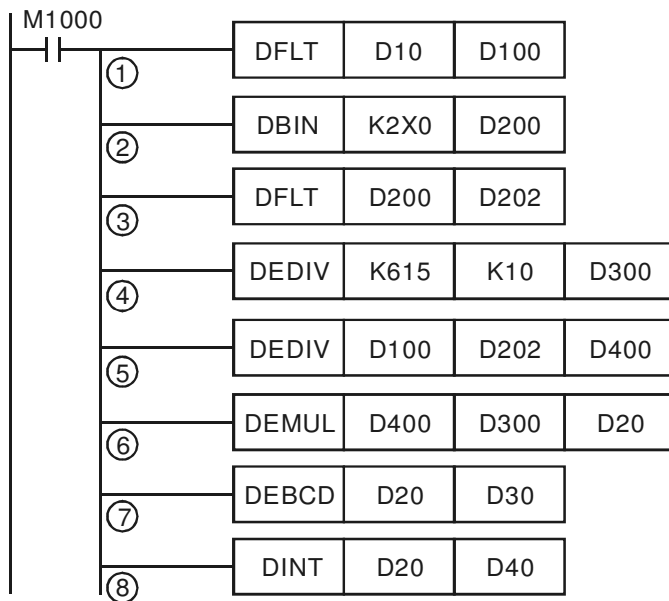 M1000
DFLT D10 D100
①
DBIN K2X0 D200
②
DFLT D200 D202
③
DEDIV K615 K10 D300
④
DEDIV D100 D202 D400
⑤
DEMUL D400 D300 D20
⑥
DEBCD D20 D30
⑦
DINT D20 D40
⑧